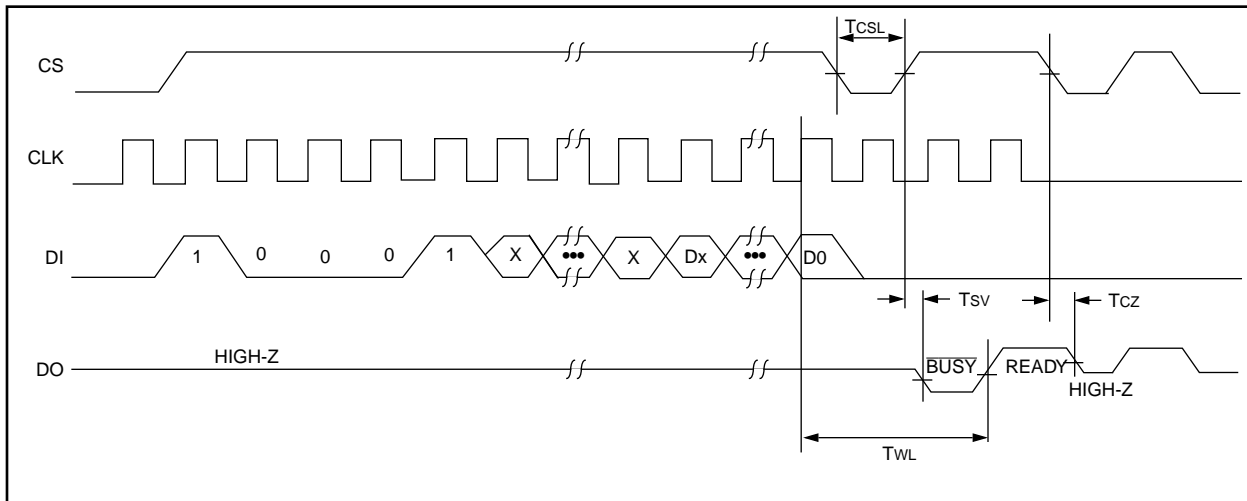 TCSL
CS
CLK
DI 1 0 0 0 1 X ••• X Dx ••• D0
TSV TCZ
HIGH-Z
DO BUSY READY
HIGH-Z
TWL